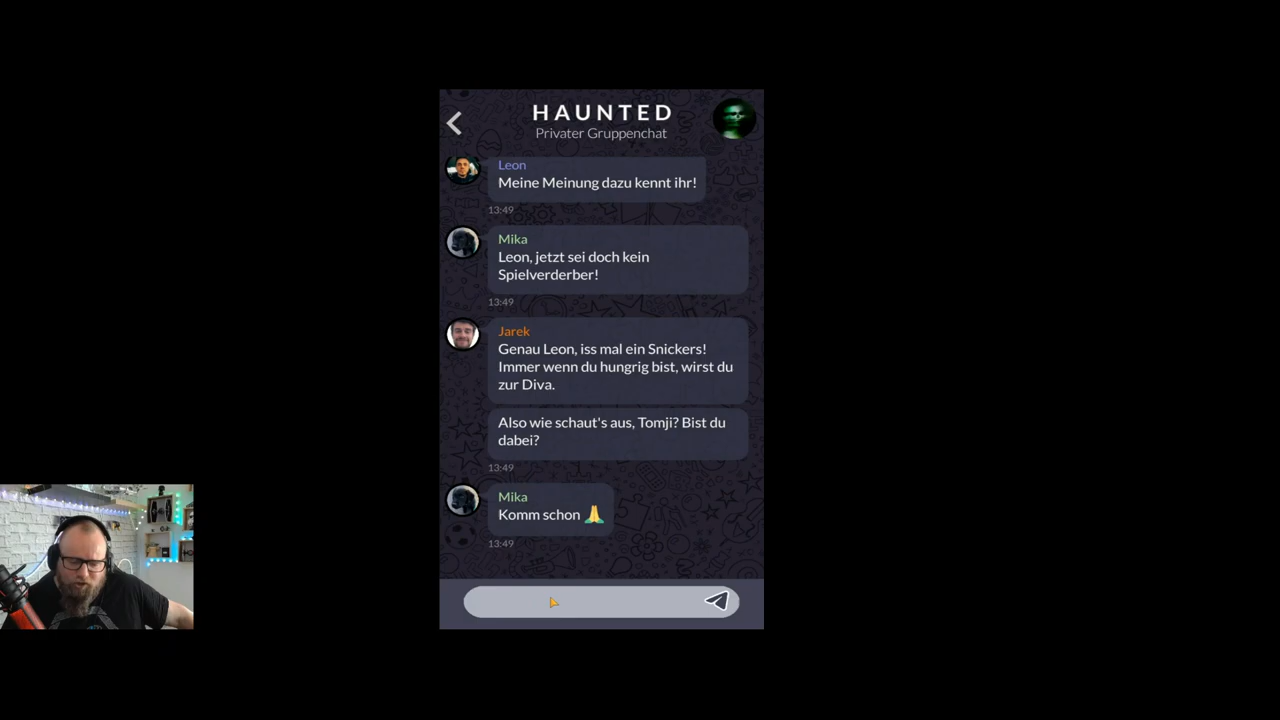 HAUNTED
Privater Gruppenchat
Leon
Meine Meinung dazu kennt ihr!
13:49
Mika
Leon, jetzt sei doch kein
Spielverderber!
13:49
Jarek
Genau Leon, iss mal ein Snickers!
Immer wenn du hungrig bist, wirst du
zur Diva.
Also wie schaut's aus, Tomji? Bist du
dabei?
13:49
Mika
Komm schon 🙏
13:49